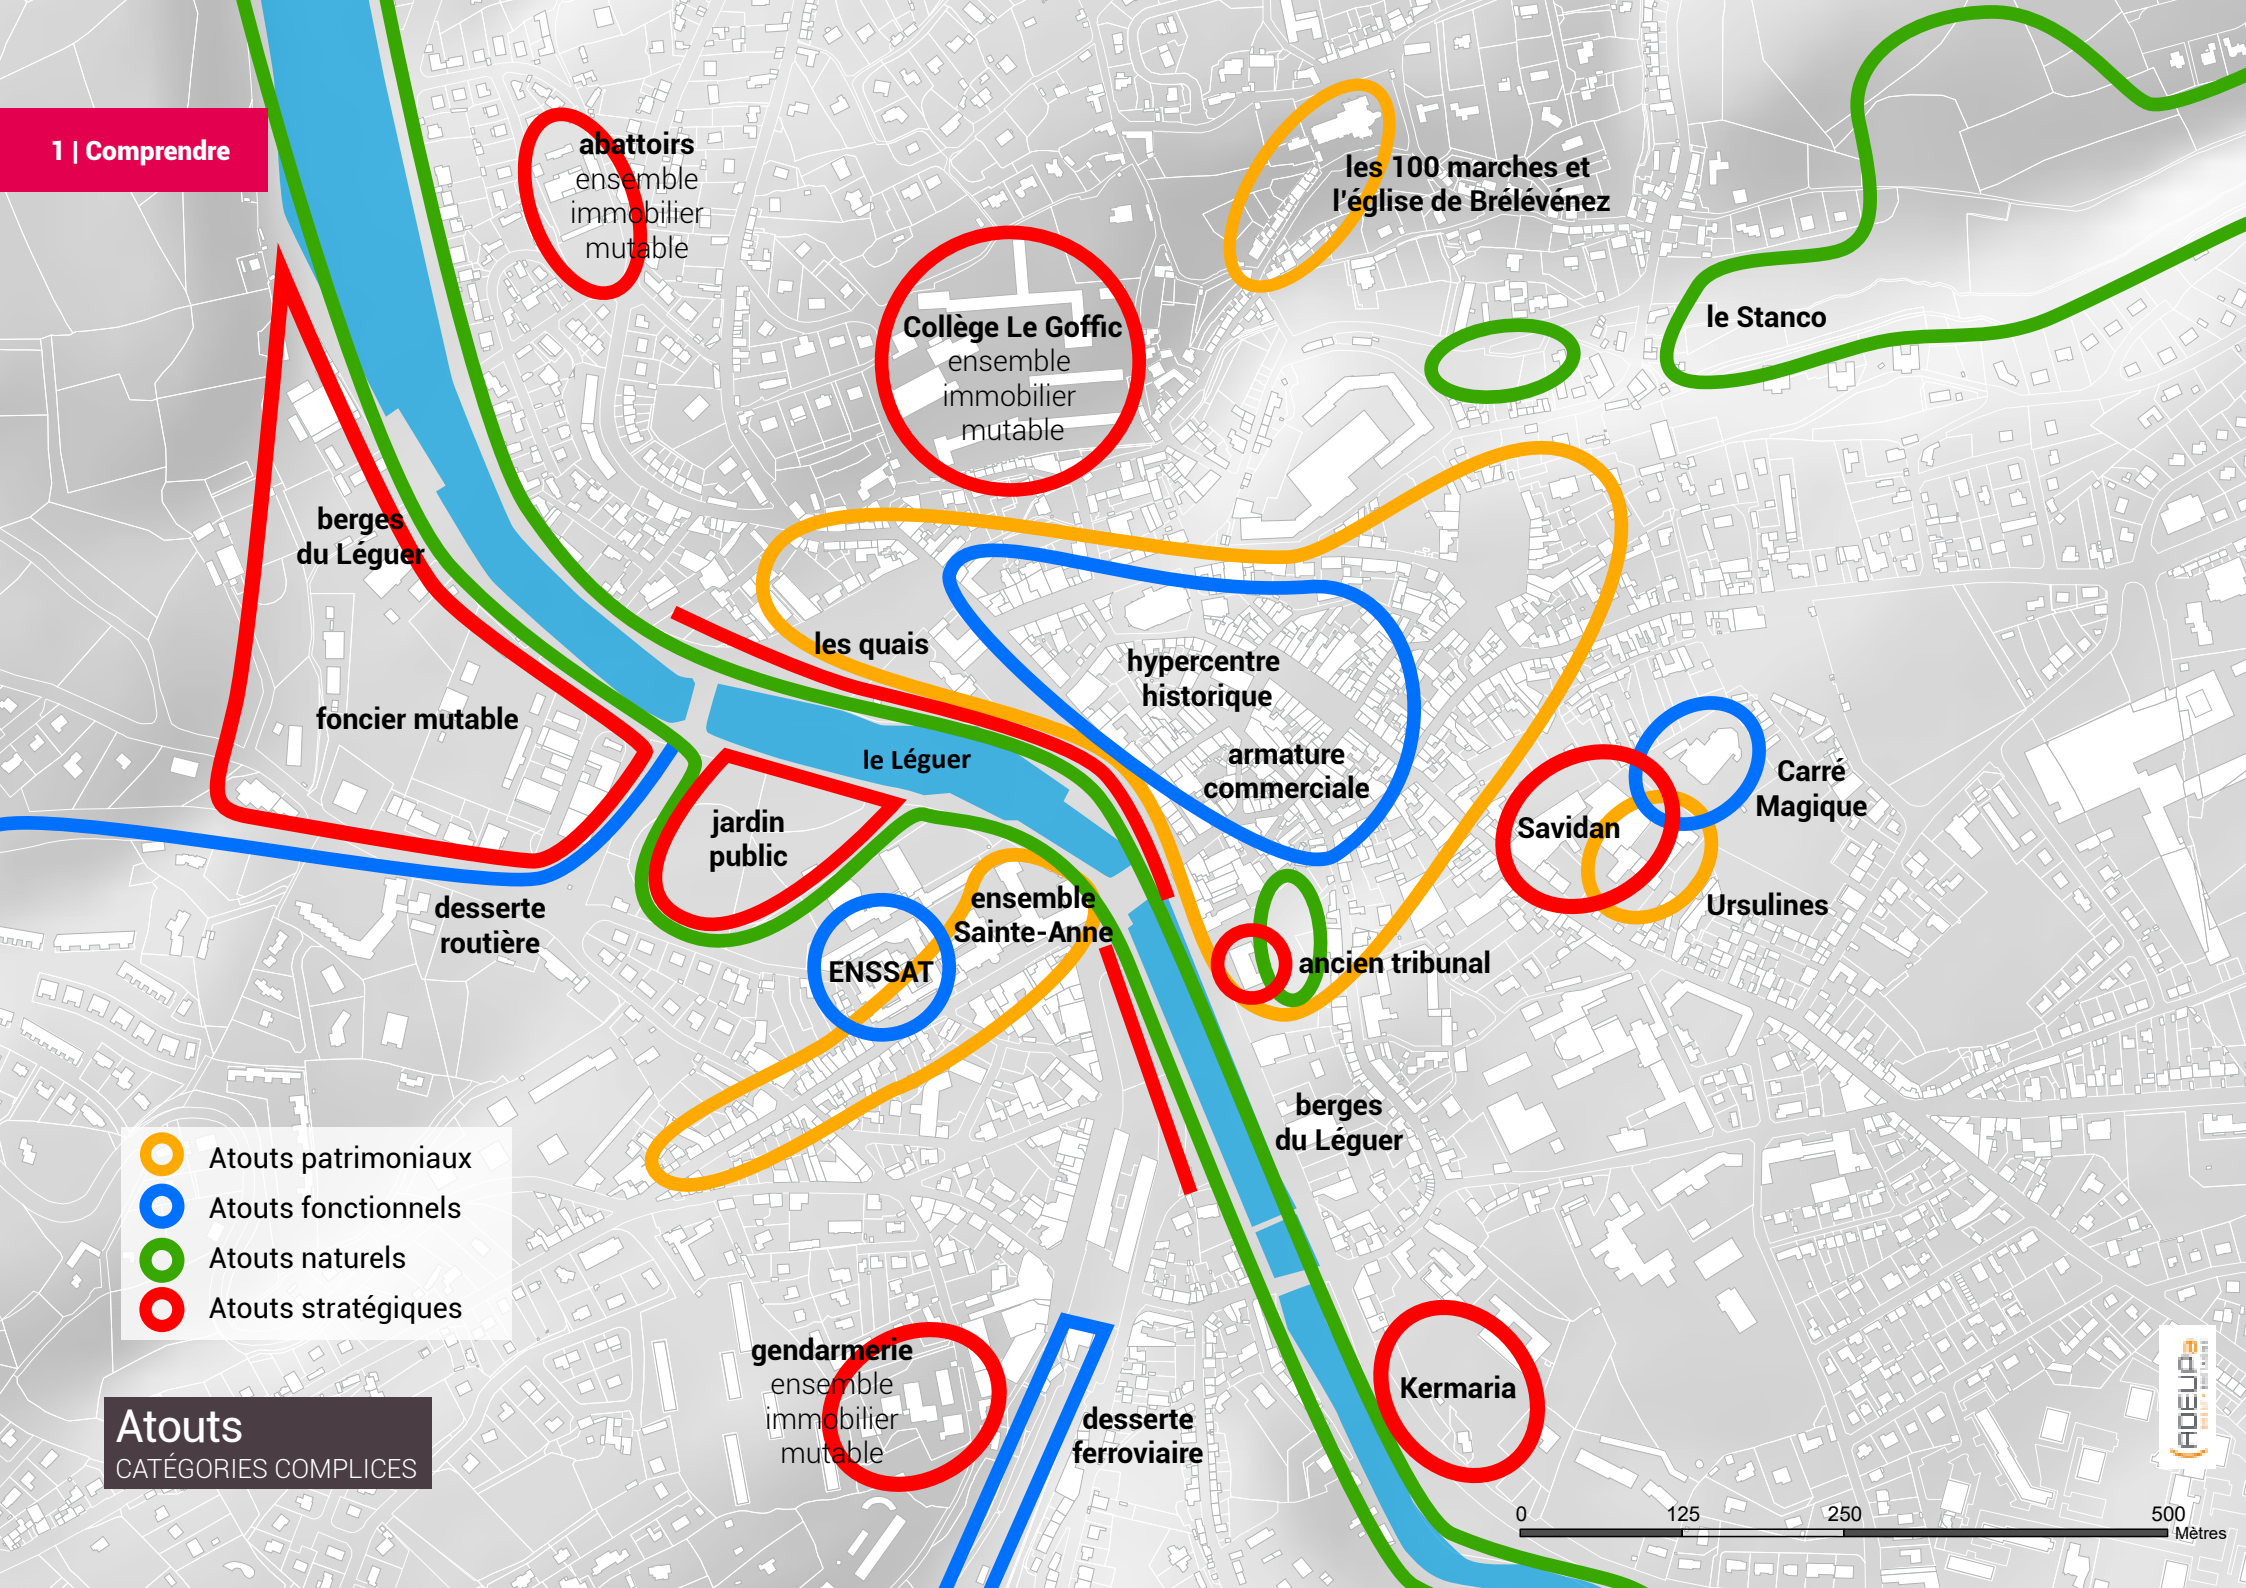 1 | Comprendre
abattoirs
ensemble
immobilier
mutable
les 100 marches et
l'église de Brélévénez
Collège Le Goffic
ensemble
immobilier
mutable
le Stanco
berges
du Léguer
les quais
hypercentre
historique
foncier mutable
le Léguer
armature
commerciale
Carré
Magique
jardin
public
Savidan
desserte
routière
ensemble
Sainte-Anne
Ursulines
ENSSAT
ancien tribunal
berges
du Léguer
Atouts patrimoniaux
Atouts fonctionnels
Atouts naturels
Atouts stratégiques
gendarmerie
ensemble
immobilier
mutable
desserte
ferroviaire
Kermaria
Atouts
CATÉGORIES COMPLICES
0 125 250 500
Mètres
ADEUPa